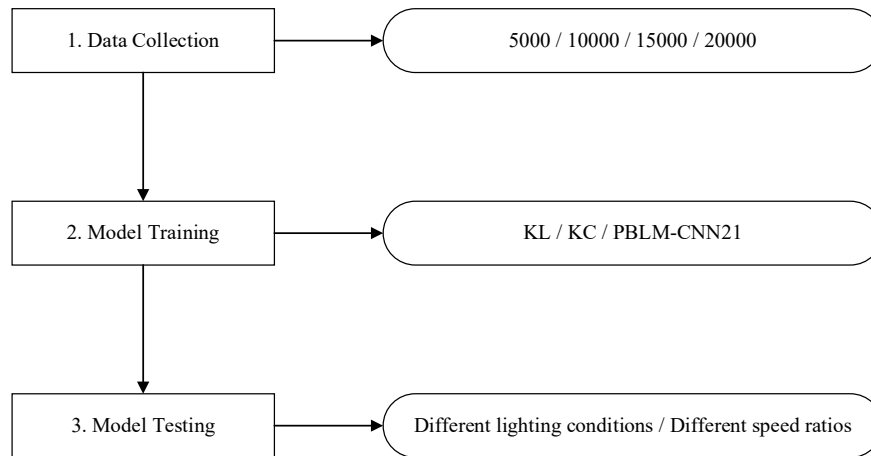 1. Data Collection
5000 / 10000 / 15000 / 20000
2. Model Training
KL / KC / PBLM-CNN21
3. Model Testing
Different lighting conditions / Different speed ratios